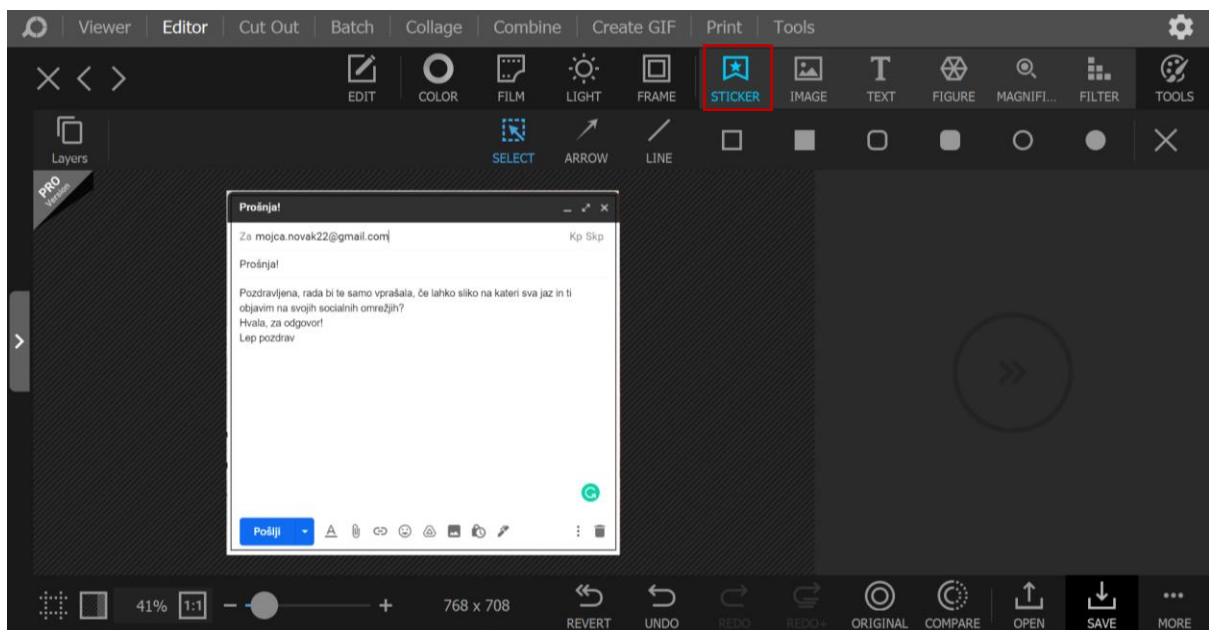 Viewer Editor Cut Out Batch Collage Combine Create GIF Print Tools
EDIT COLOR FILM LIGHT FRAME STICKER IMAGE TEXT FIGURE MAGNIFI... FILTER TOOLS
Layers SELECT ARROW LINE
PRO
Version
Prošnja!
Za mojca.novak22@gmail.com Kp Skp
Prošnja!
Pozdravljena, rada bi te samo vprašala, če lahko sliko na kateri sva jaz in ti
objavim na svojih socialnih omrežjih?
Hvala, za odgovor!
Lep pozdrav
Pošlji
41% 1:1 768 x 708
REVERT UNDO REDO REDO+ ORIGINAL COMPARE OPEN SAVE MORE